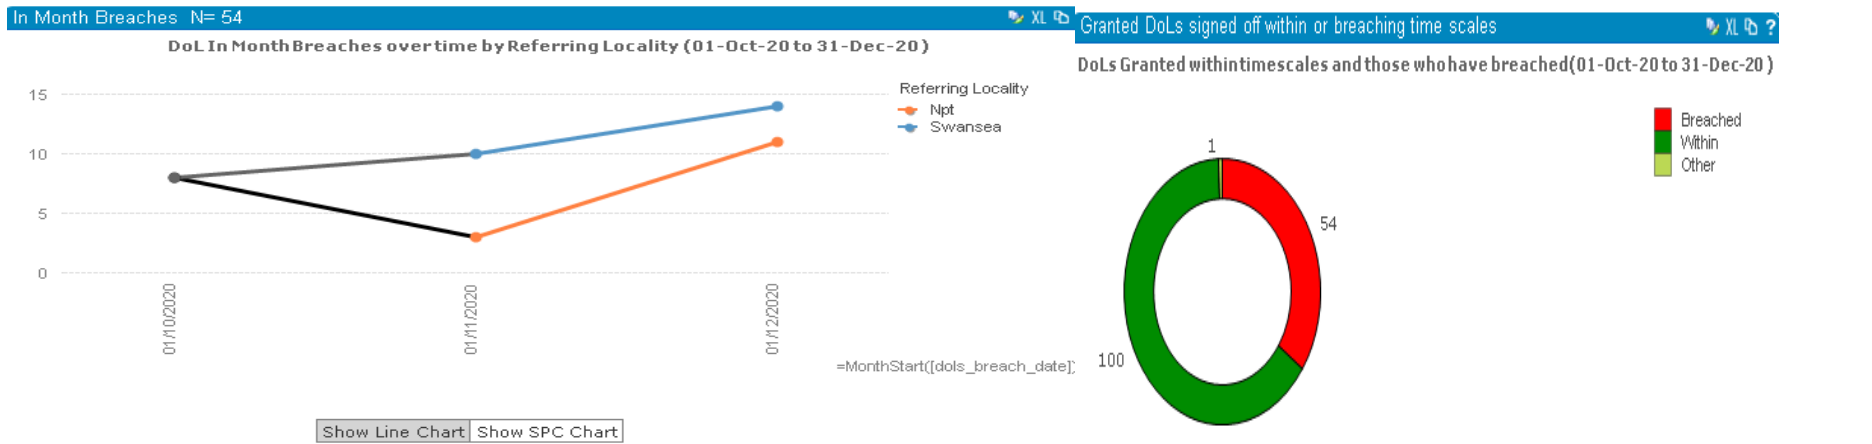 In Month Breaches N= 54
XL
DoL In Month Breaches over time by Referring Locality (01-Oct-20 to 31-Dec-20 )
15
10
5
0
01/10/2020
01/11/2020
01/12/2020
Referring Locality
Npt
Swansea
=MonthStart([dols_breach_date])
Show Line Chart
Show SPC Chart
Granted DoLs signed off within or breaching time scales
XL
?
DoLs Granted within timescales and those who have breached(01-Oct-20 to 31-Dec-20 )
Breached
Within
Other
1
54
100